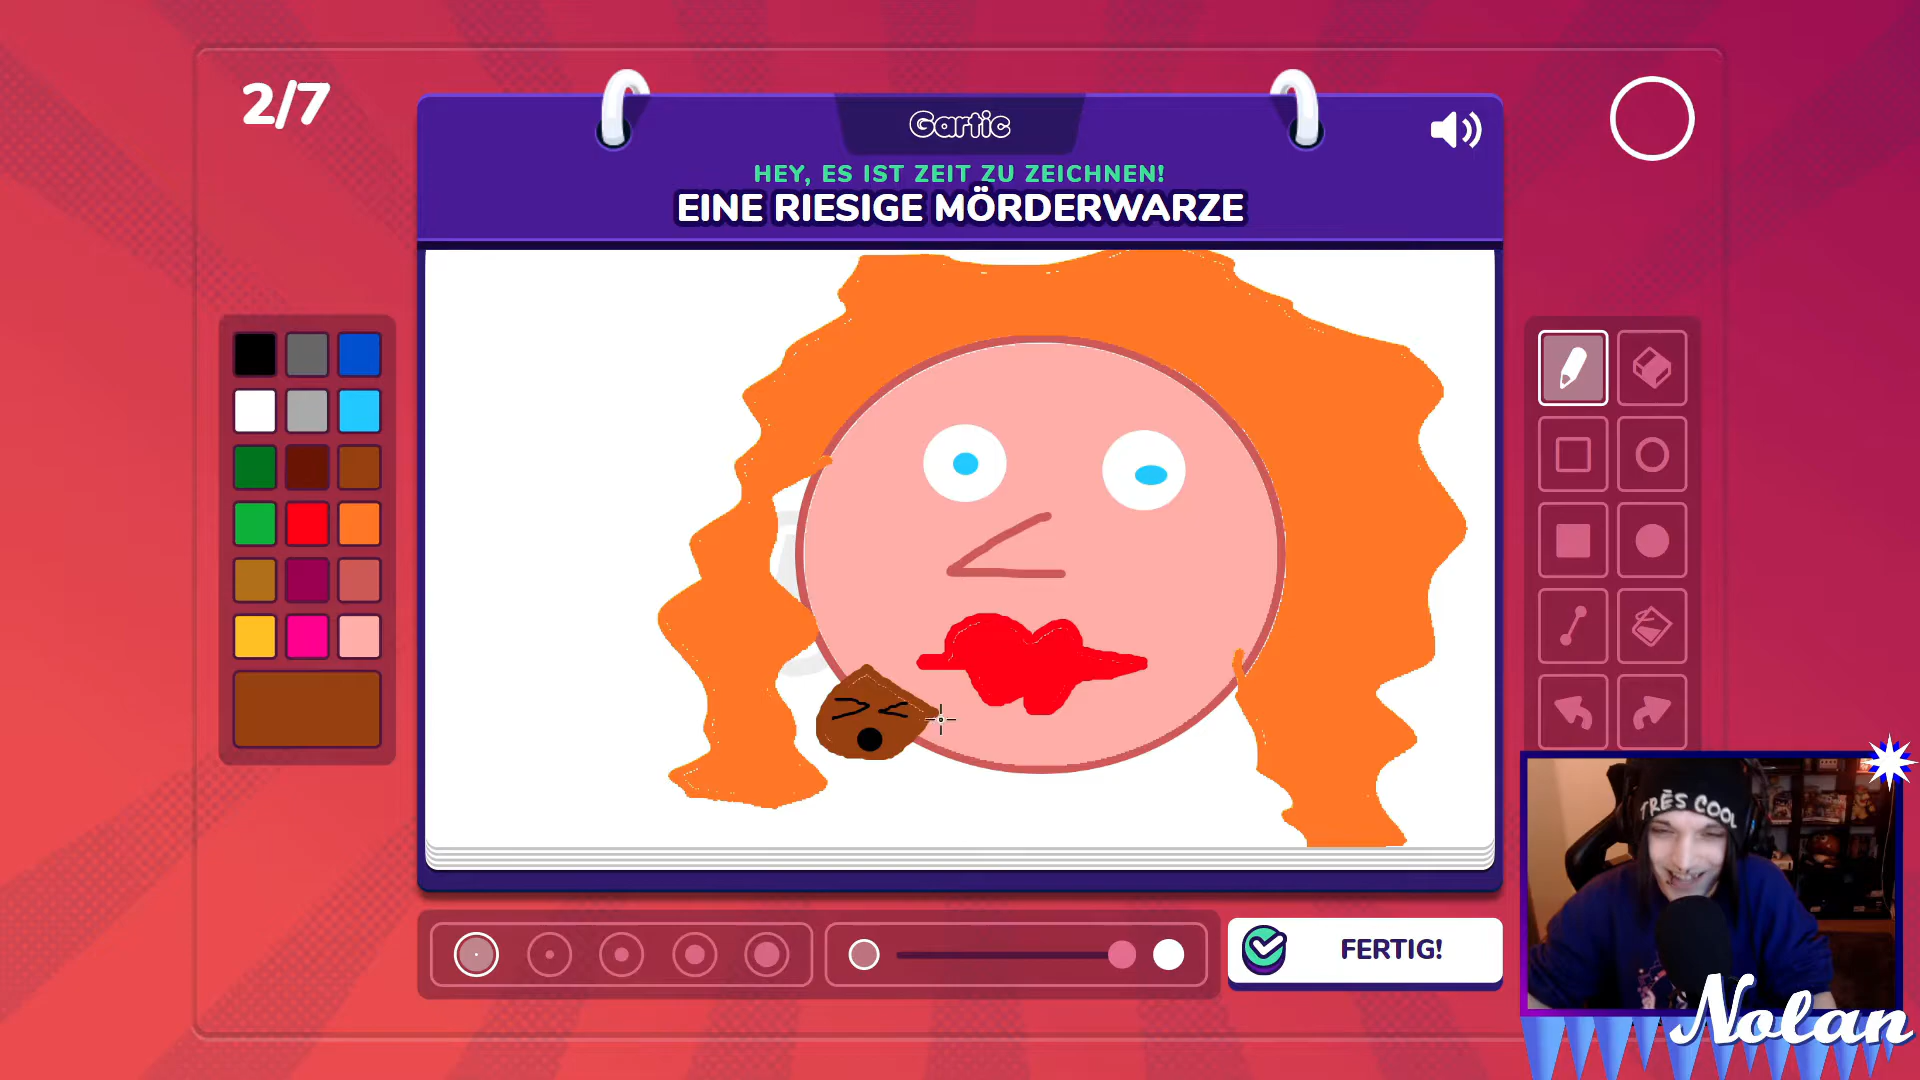 2/7
Gartic
HEY, ES IST ZEIT ZU ZEICHNEN!
EINE RIESIGE MÖRDERWARZE
FERTIG!
TRÈS COOL
Nolan